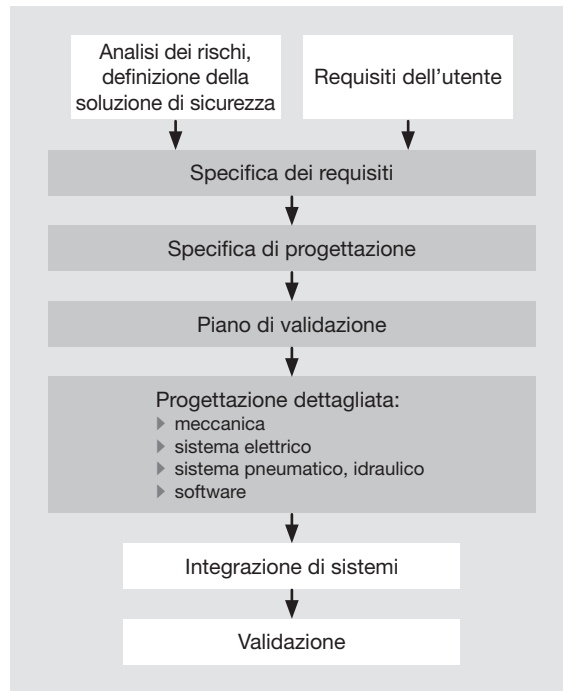 Analisi dei rischi,
definizione della
soluzione di sicurezza
Requisiti dell'utente
Specifica dei requisiti
Specifica di progettazione
Piano di validazione
Progettazione dettagliata:
meccanica
sistema elettrico
sistema pneumatico, idraulico
software
Integrazione di sistemi
Validazione